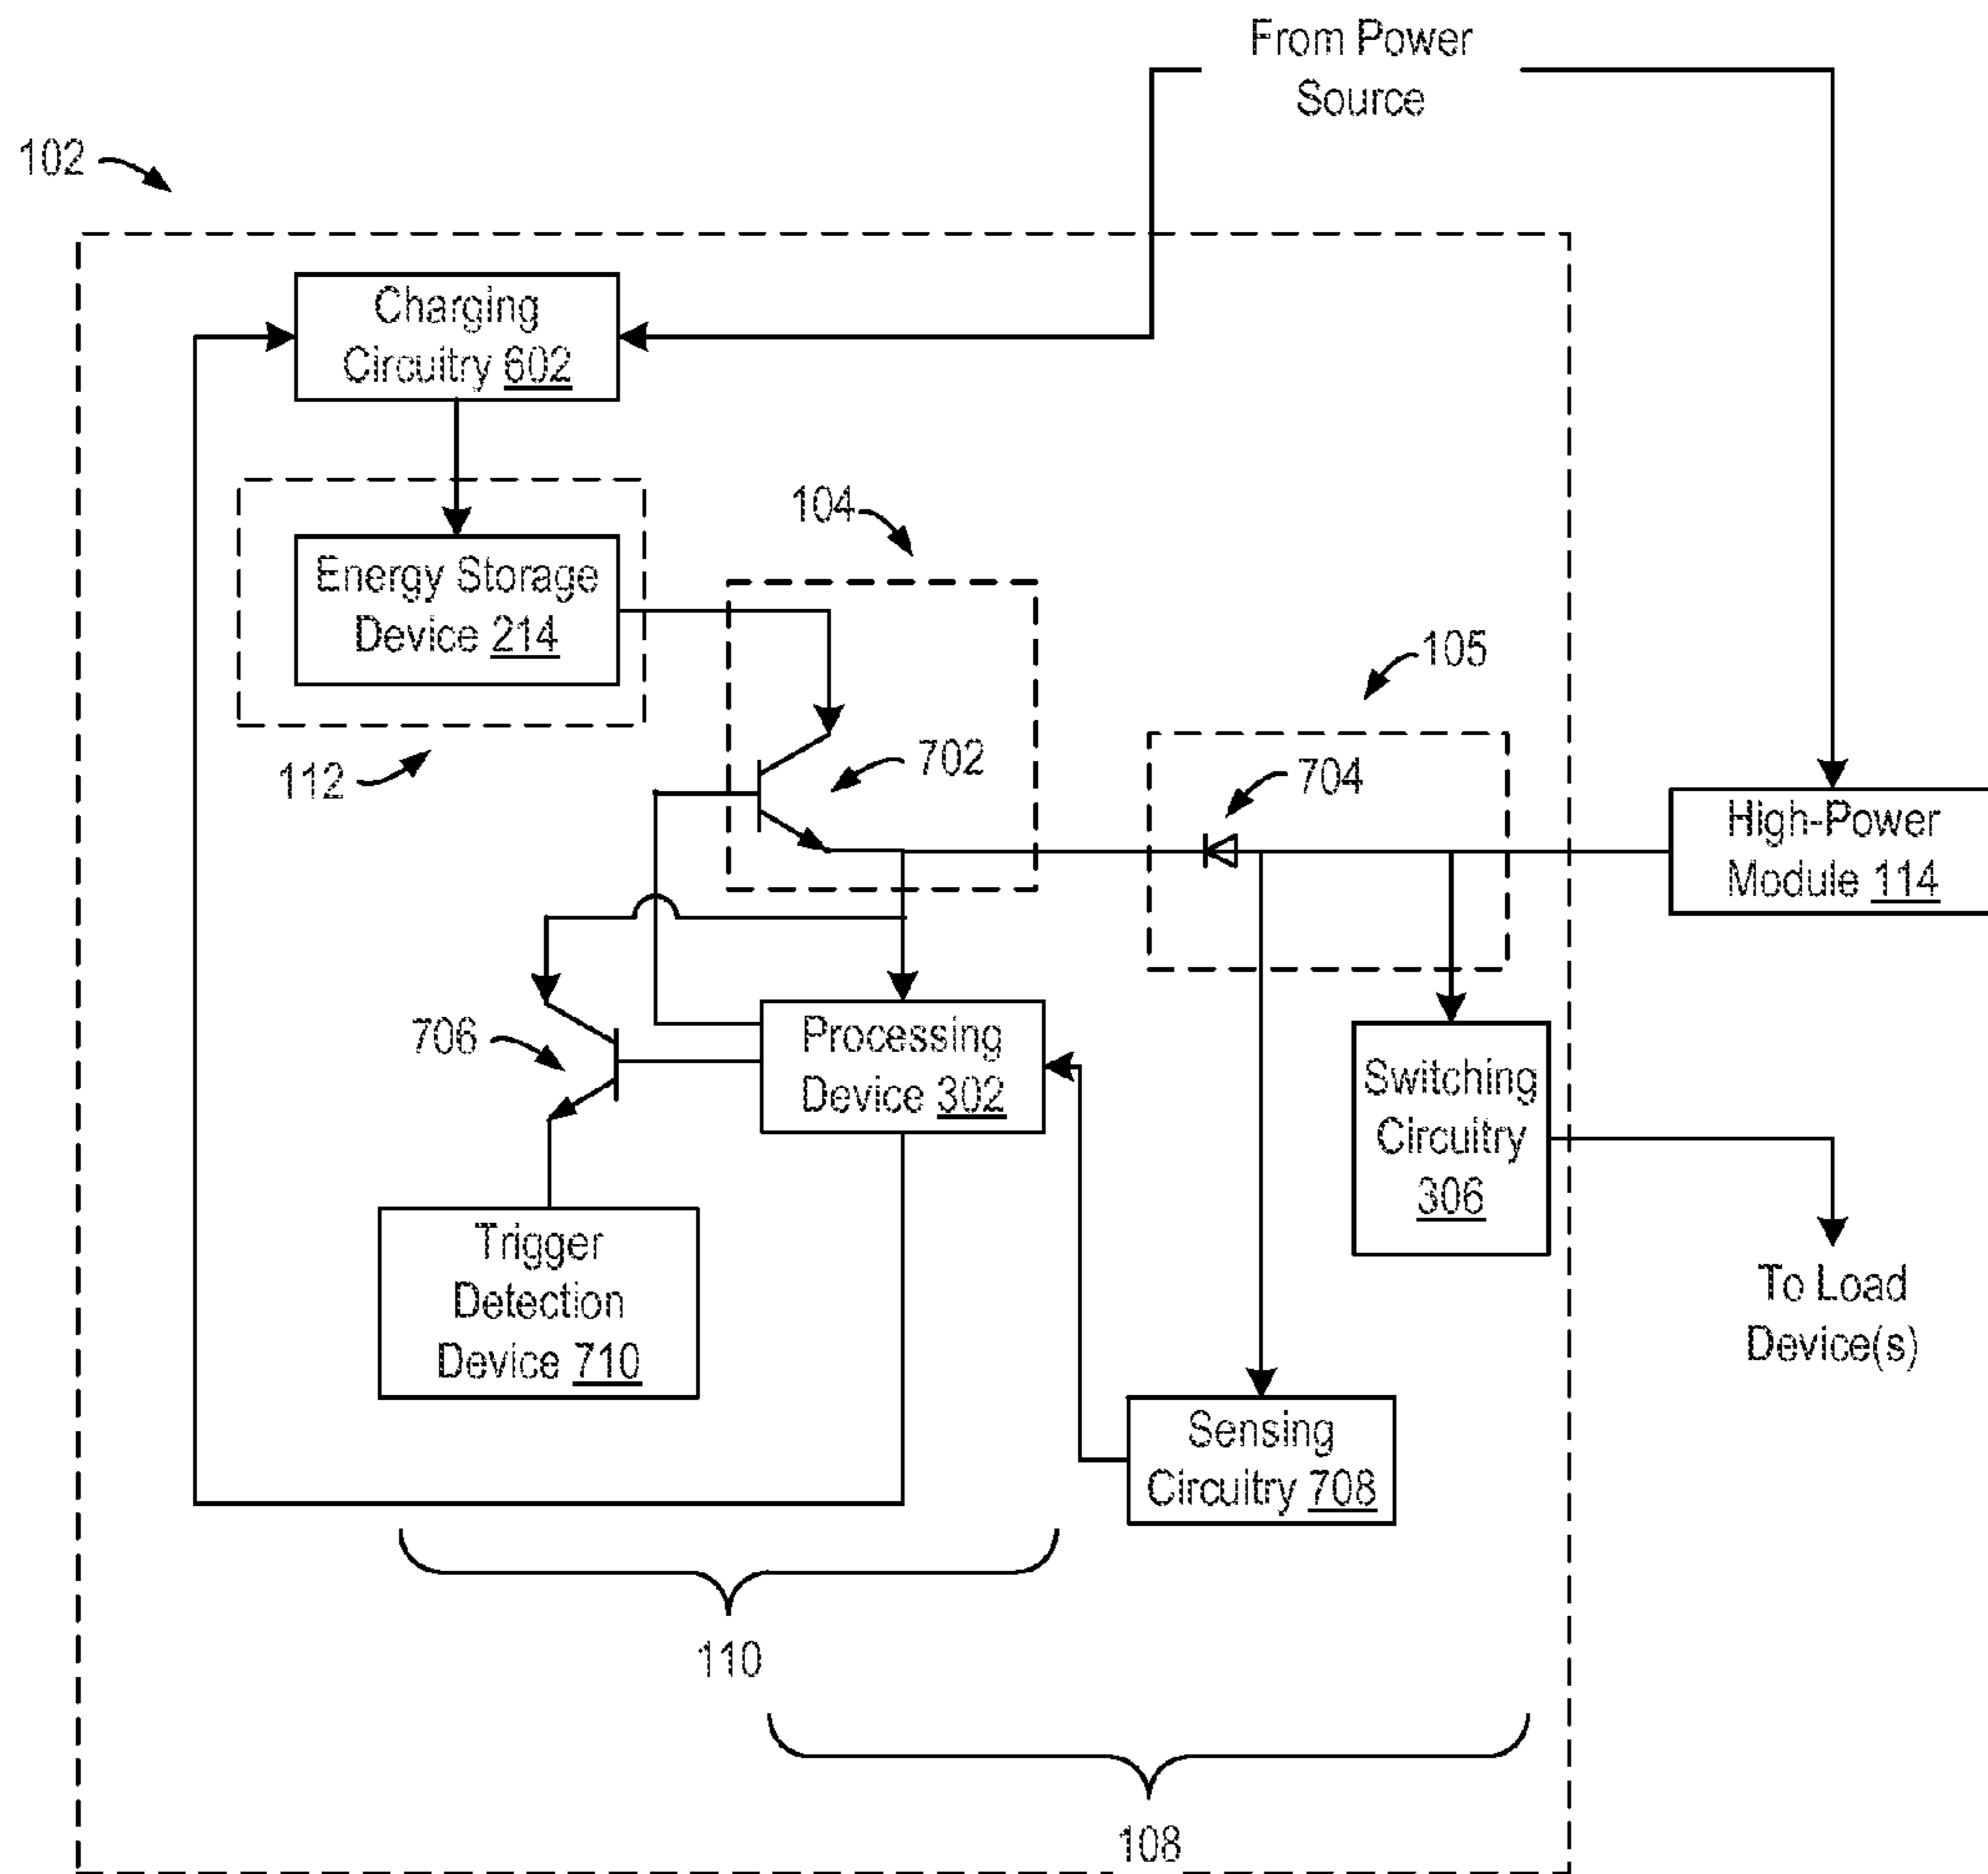 From Power
Source
102
Charging
Circuitry 602
104
Energy Storage
Device 214
105
112
702
704
High-Power
Module 114
706
Processing
Device 302
Switching
Circuitry
306
Trigger
Detection
Device 710
To Load
Device(s)
Sensing
Circuitry 708
110
108